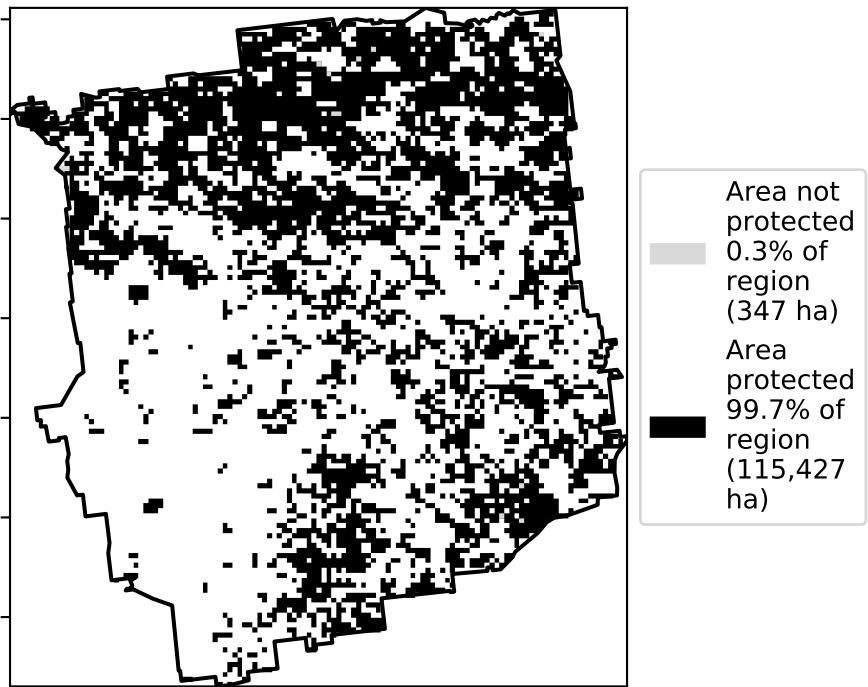 Area not
protected
0.3% of
region
(347 ha)
Area
protected
99.7% of
region
(115,427
ha)